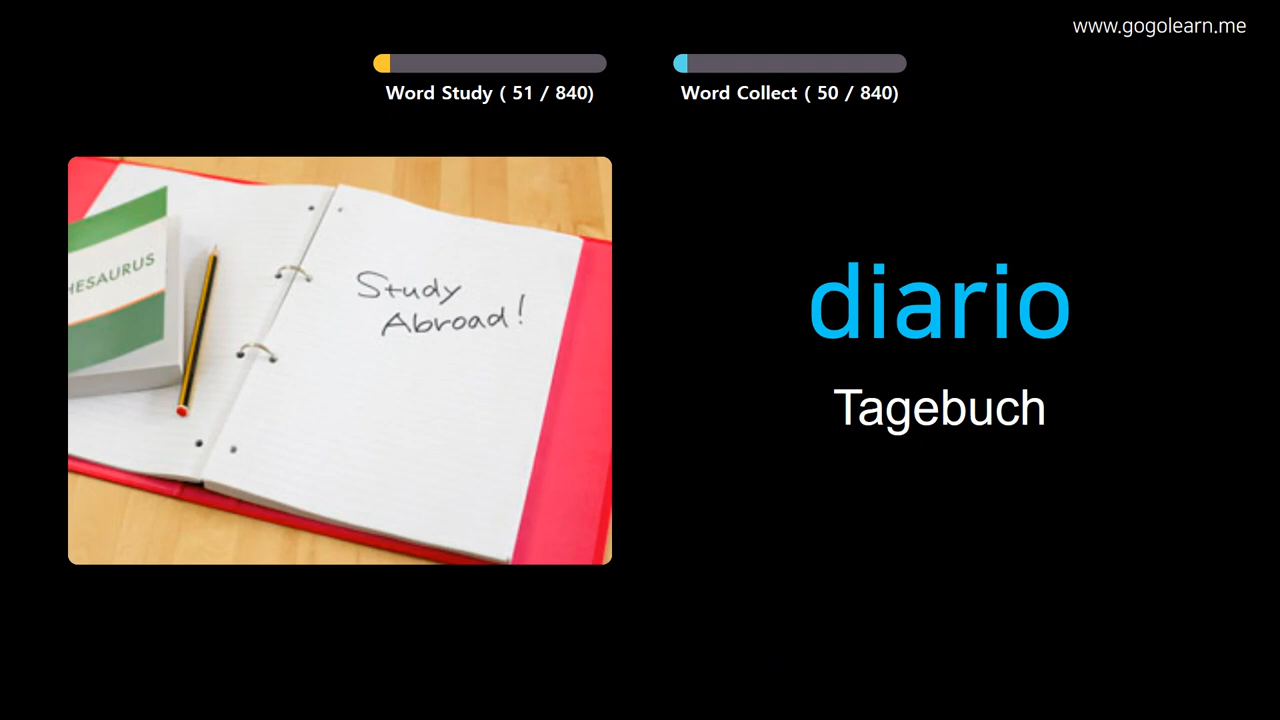 www.gogolearn.me
Word Study ( 51 / 840)
Word Collect ( 50 / 840)
HESAURUS
Study
Abroad!
diario
Tagebuch